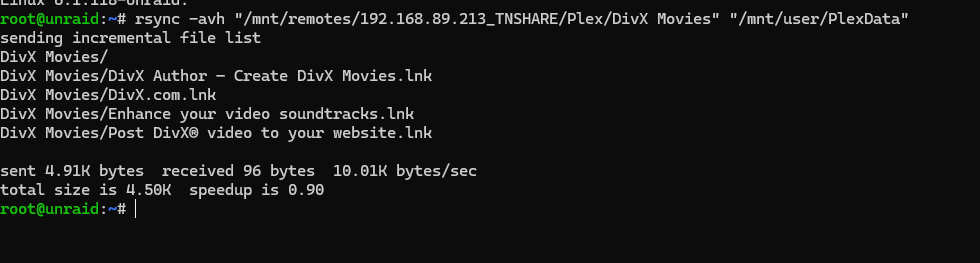 Linux 6.1.118-Unraid.
root@unraid:~# rsync -avh "/mnt/remotes/192.168.89.213_TNSHARE/Plex/DivX Movies" "/mnt/user/PlexData"
sending incremental file list
DivX Movies/
DivX Movies/DivX Author - Create DivX Movies.lnk
DivX Movies/DivX.com.lnk
DivX Movies/Enhance your video soundtracks.lnk
DivX Movies/Post DivX® video to your website.lnk
sent 4.91K bytes  received 96 bytes  10.01K bytes/sec
total size is 4.50K  speedup is 0.90
root@unraid:~#